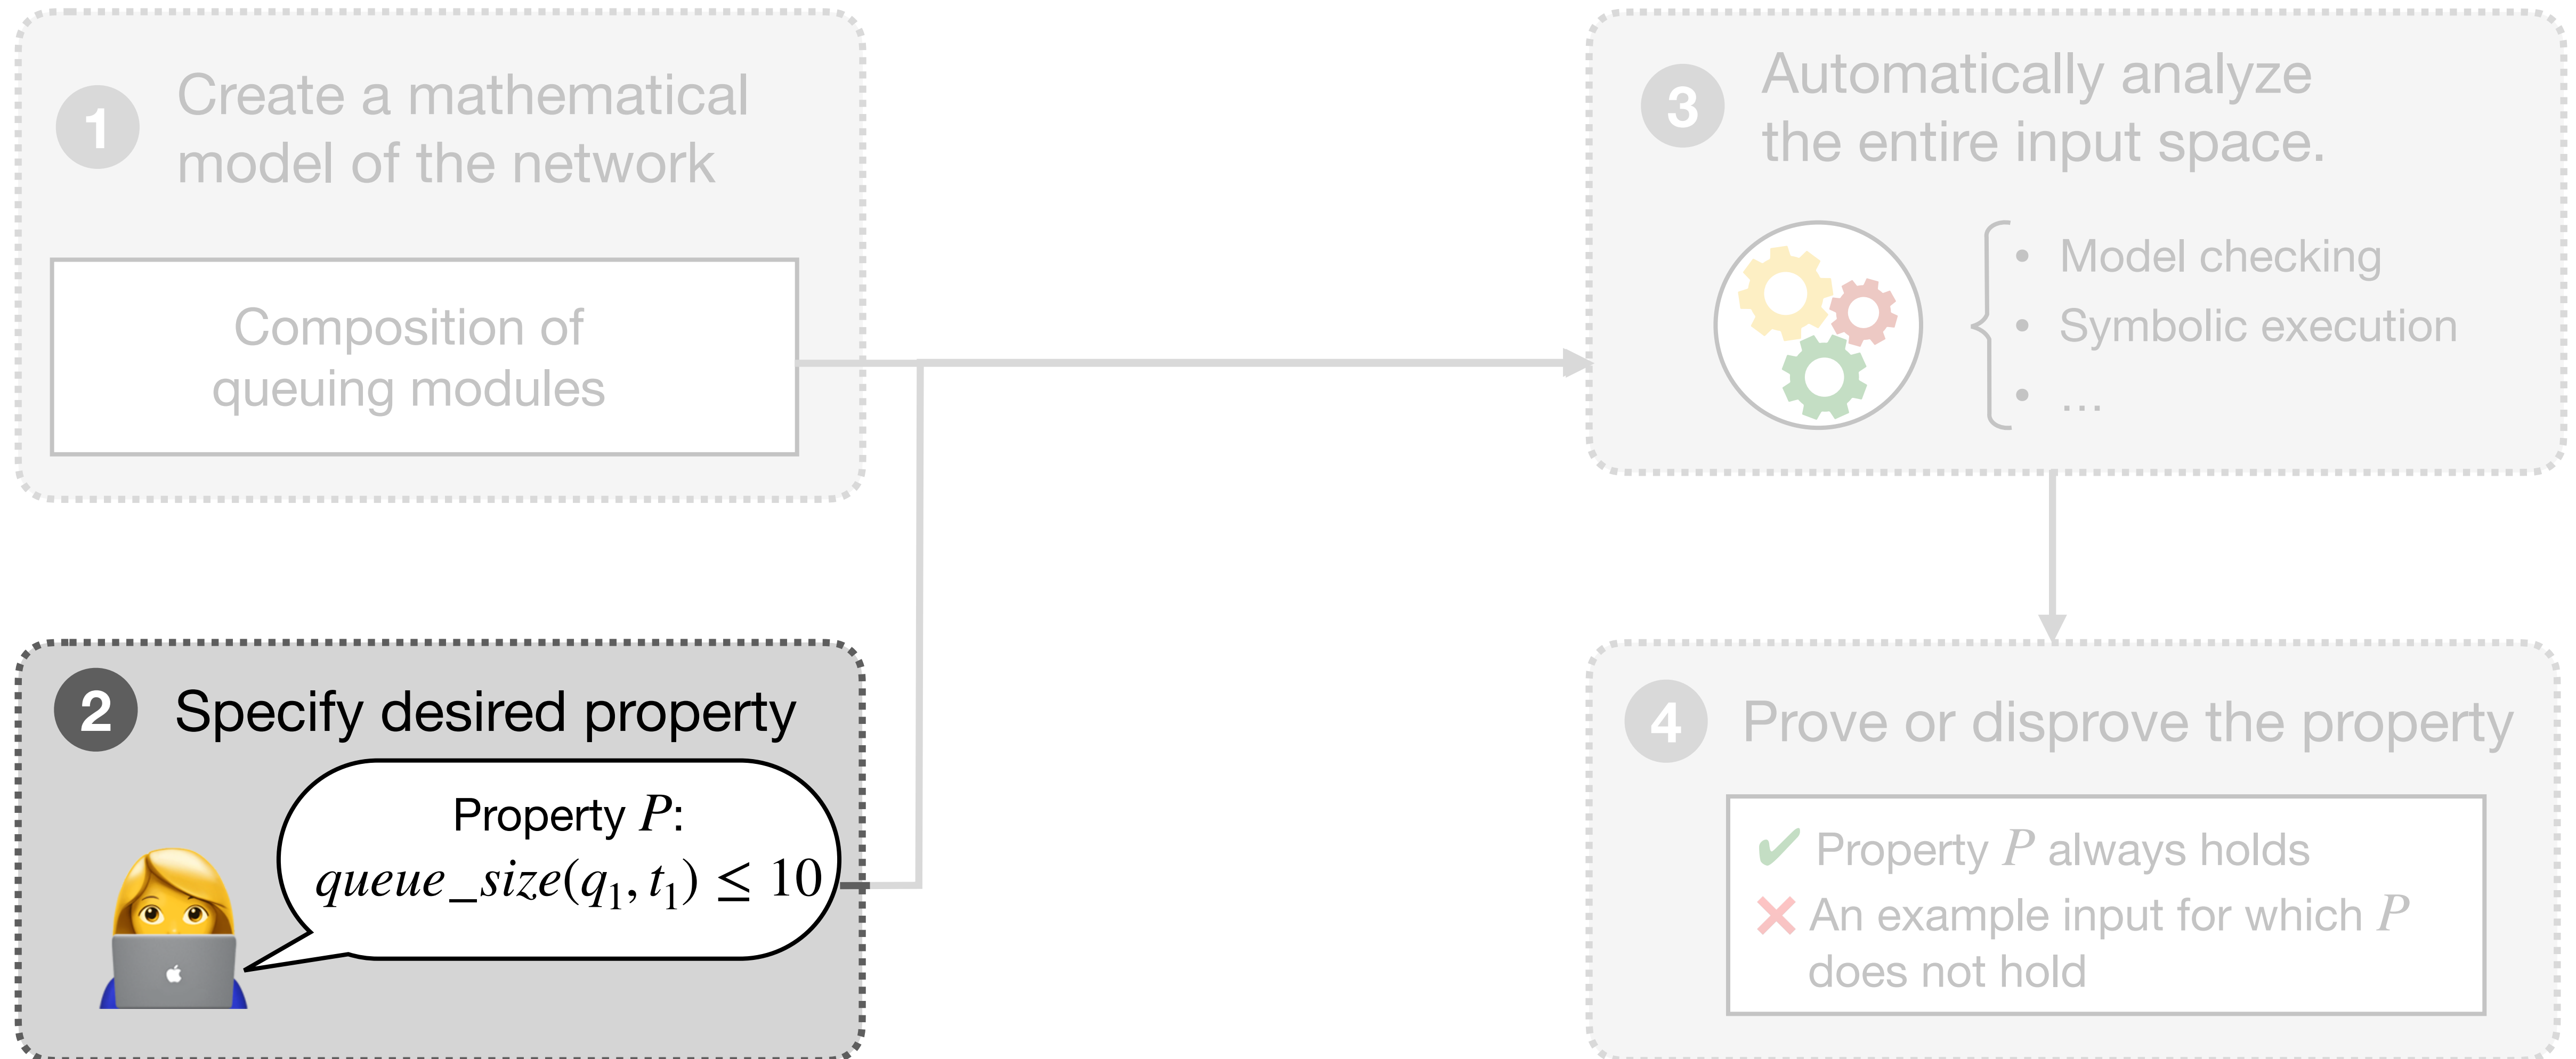 1
Create a mathematical
model of the network
Composition of
queuing modules
2
Specify desired property
Property P:
queue_size(q₁, t₁) ≤ 10
3
Automatically analyze
the entire input space.
• Model checking
• Symbolic execution
• ...
4
Prove or disprove the property
✔ Property P always holds
✕ An example input for which P
does not hold